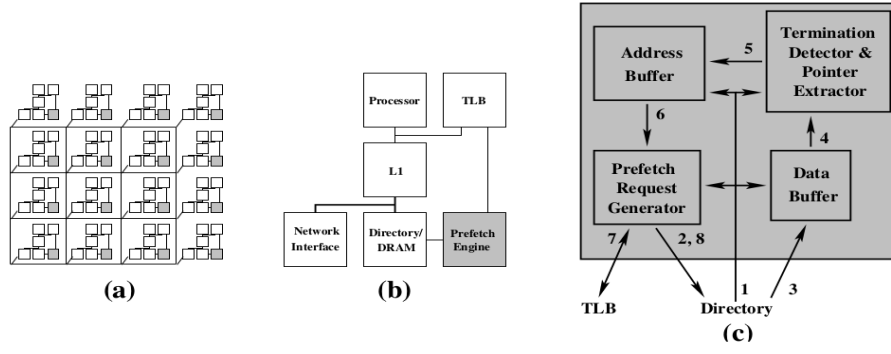 (a)
Processor
TLB
L1
Network
Interface
Directory/
DRAM
Prefetch
Engine
(b)
Address
Buffer
5
Termination
Detector &
Pointer
Extractor
6
4
Prefetch
Request
Generator
Data
Buffer
7
2, 8
1
3
TLB
Directory
(c)